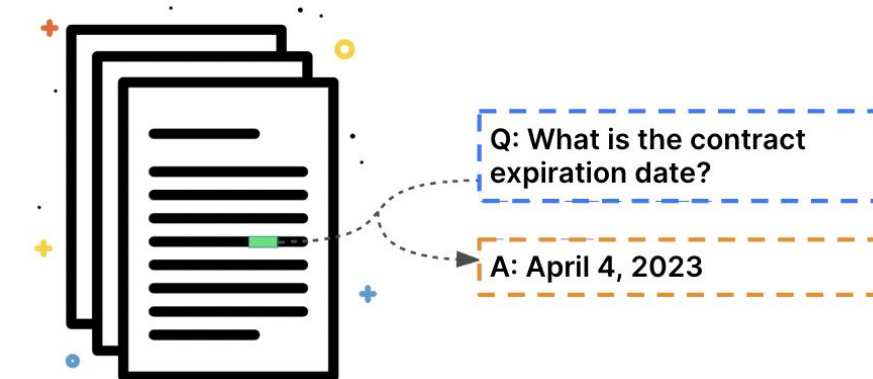 Q: What is the contract
expiration date?
A: April 4, 2023